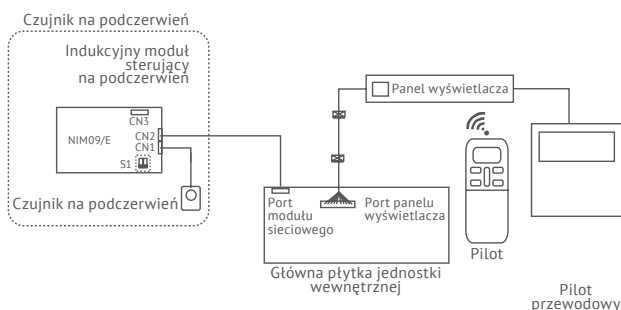 Czujnik na podczerwień
Indukcyjny moduł
sterujący
na podczerwień
CN3
NIM09/E
CN2
CN1
S1
Czujnik na podczerwień
Panel wyświetlacza
Port
modułu
sieciowego
Port panelu
wyświetlacza
Główna płytka jednostki
wewnętrznej
Pilot
Pilot
przewodowy